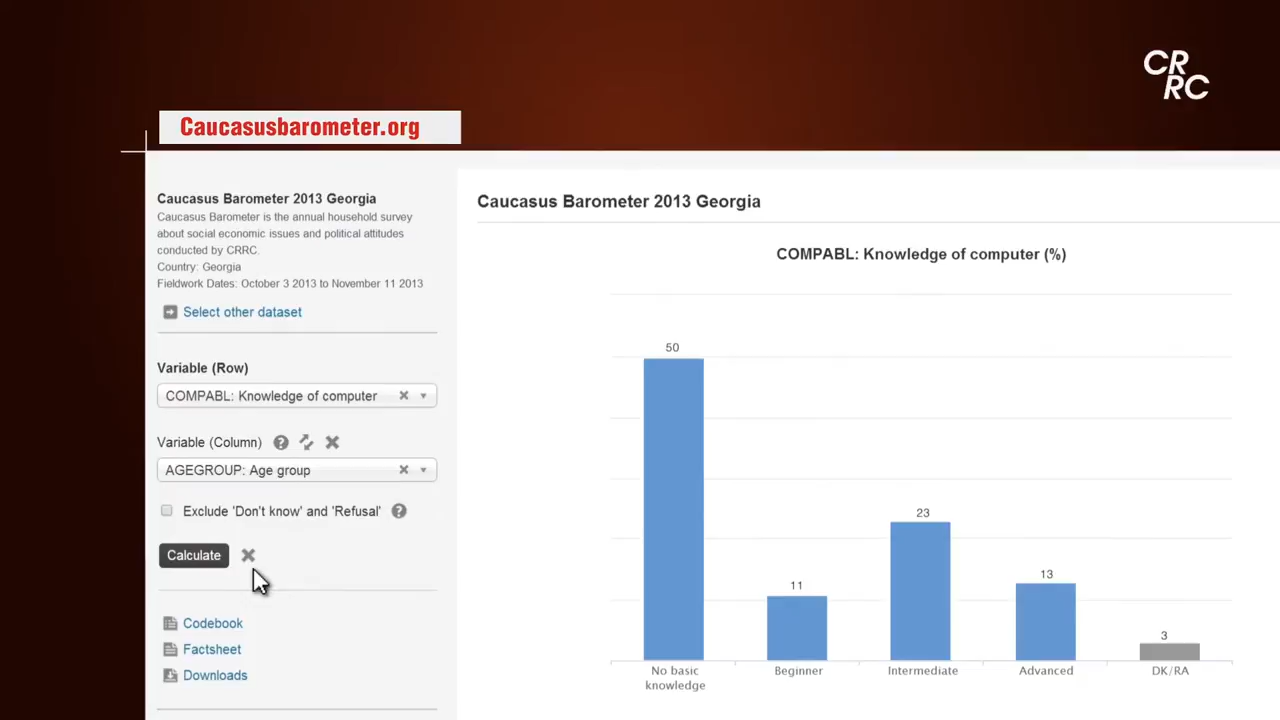 CR
RC
Caucasusbarometer.org
Caucasus Barometer 2013 Georgia
Caucasus Barometer is the annual household survey
about social economic issues and political attitudes
conducted by CRRC.
Country: Georgia
Fieldwork Dates: October 3 2013 to November 11 2013
Select other dataset
Variable (Row)
COMPABL: Knowledge of computer
Variable (Column)
AGEGROUP: Age group
Exclude 'Don't know' and 'Refusal'
Calculate
Codebook
Factsheet
Downloads
Caucasus Barometer 2013 Georgia
COMPABL: Knowledge of computer (%)
50
11
23
13
3
No basic
knowledge
Beginner
Intermediate
Advanced
DK/RA